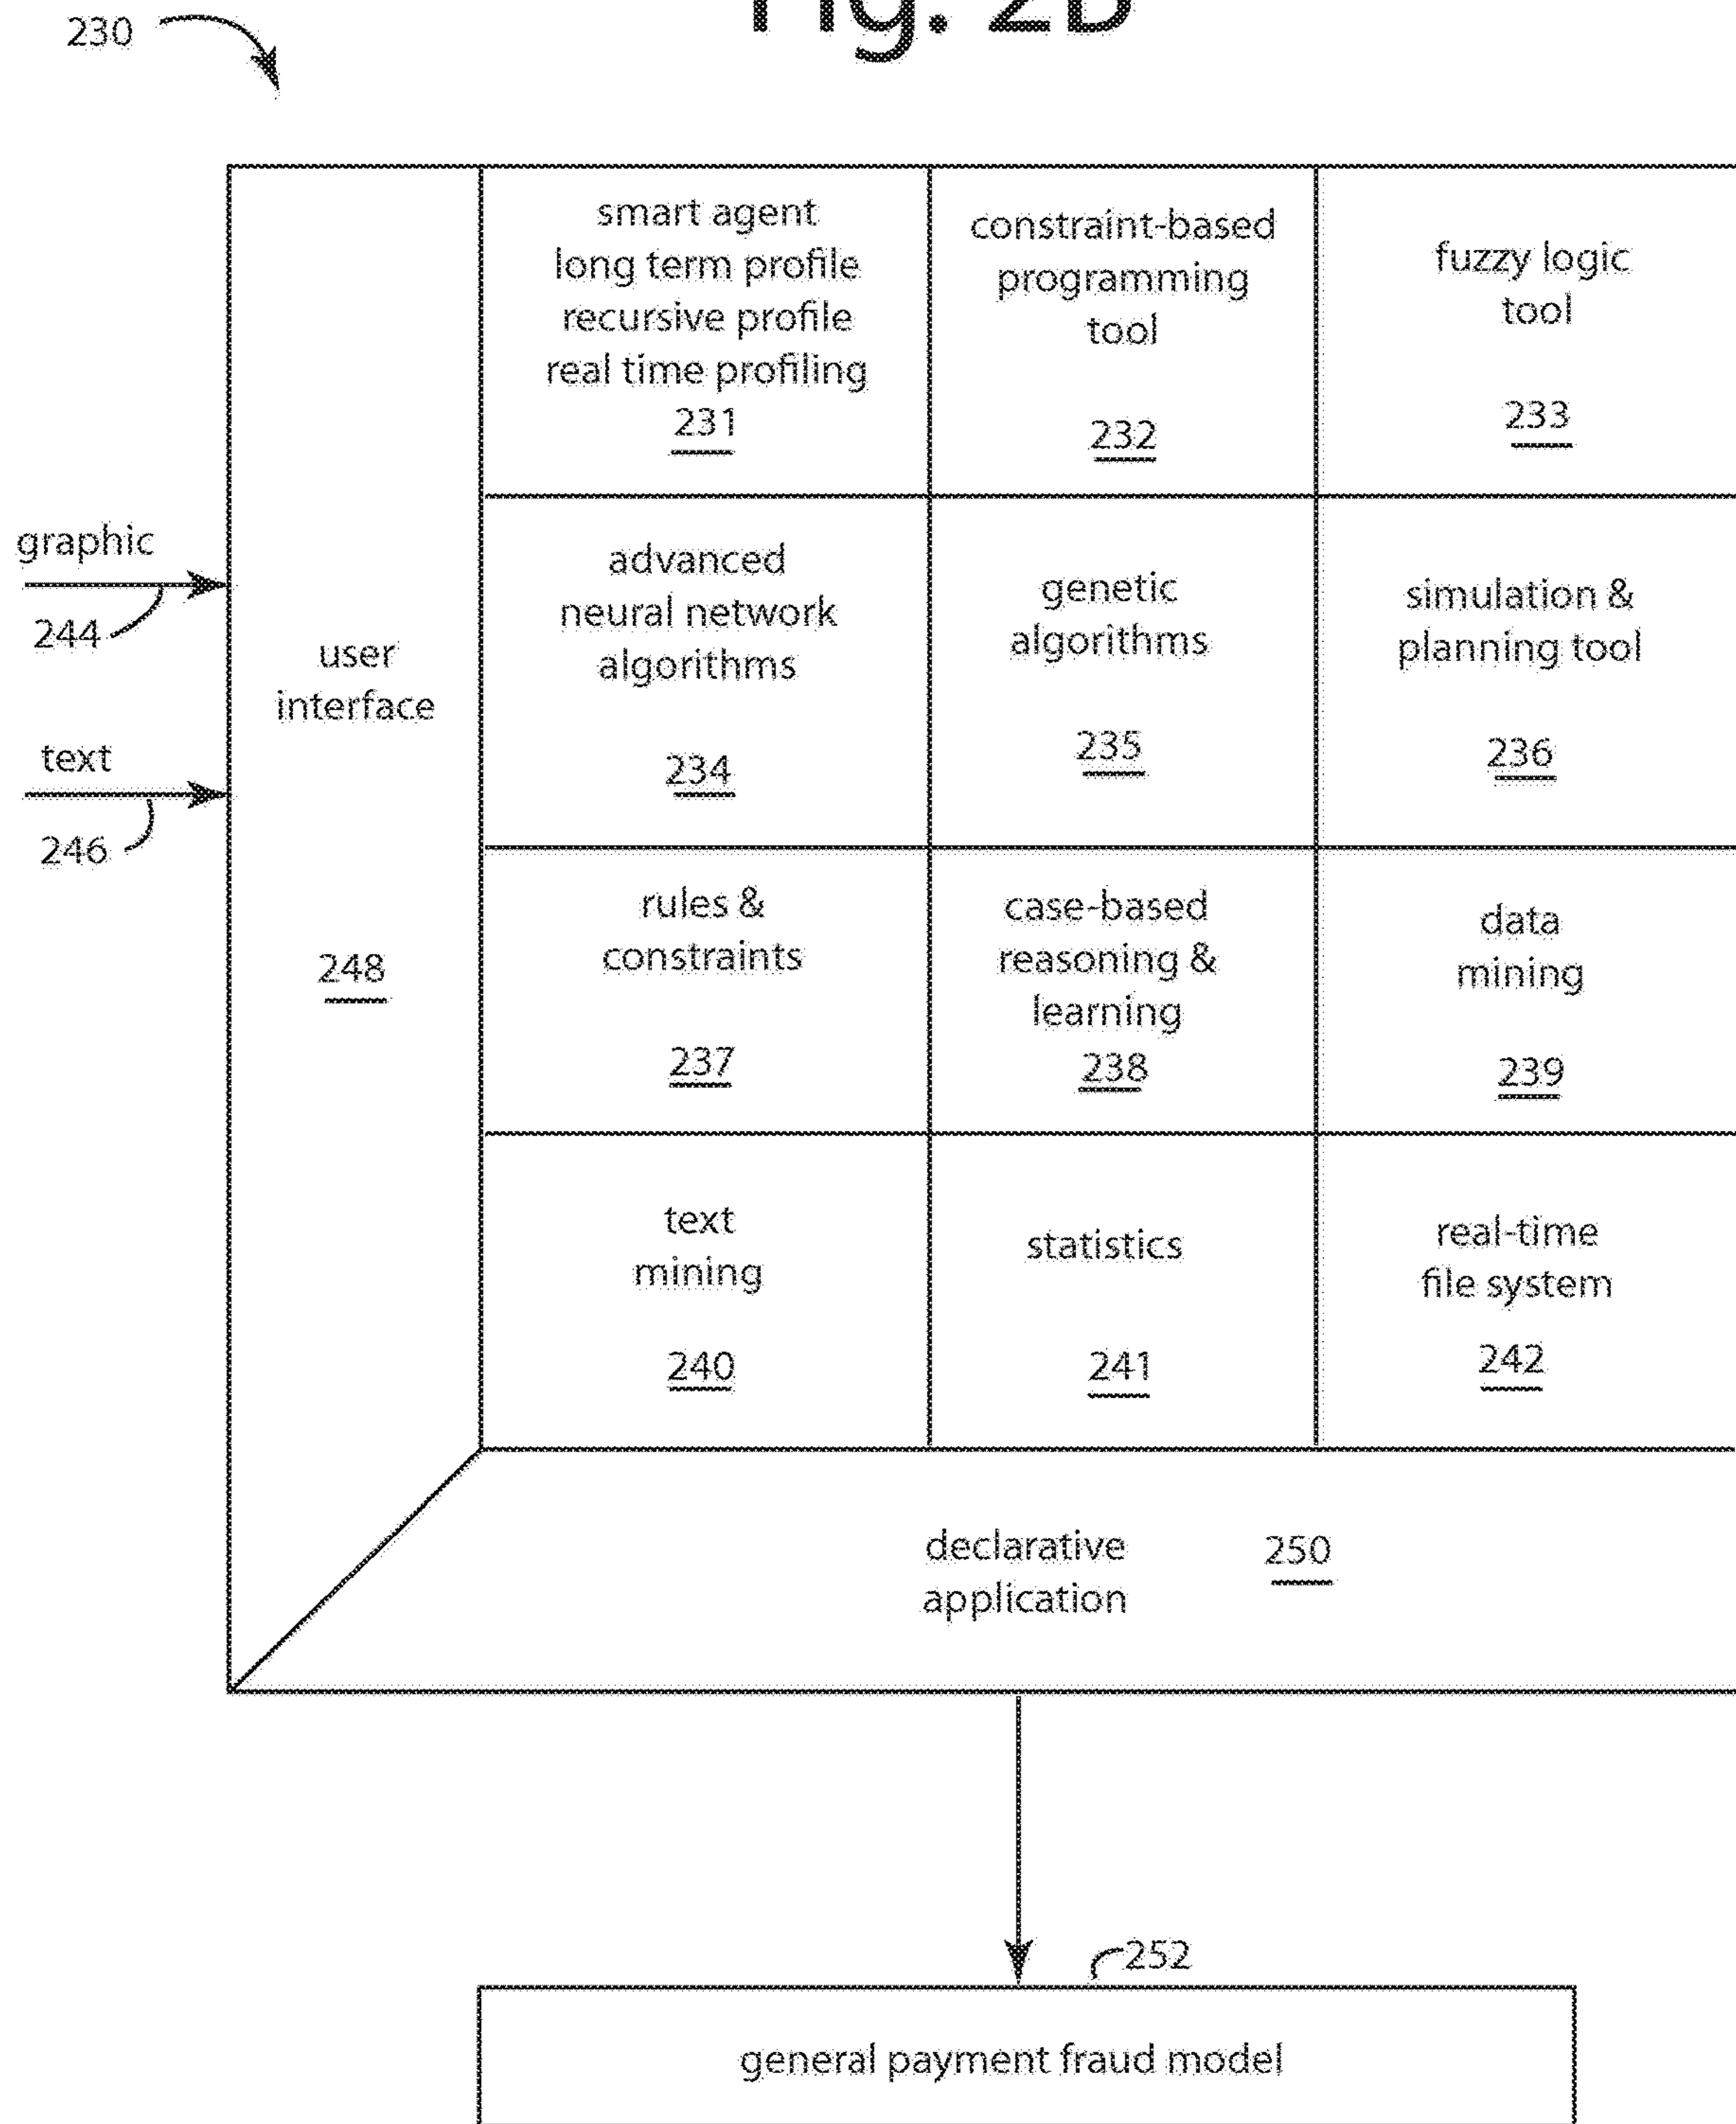 Fig. 2B
230
smart agent
long term profile
recursive profile
real time profiling
231
constraint-based
programming
tool
232
fuzzy logic
tool
233
graphic
244
text
246
user
interface
248
advanced
neural network
algorithms
234
genetic
algorithms
235
simulation &
planning tool
236
rules &
constraints
237
case-based
reasoning &
learning
238
data
mining
239
text
mining
240
statistics
241
real-time
file system
242
declarative
application
250
252
general payment fraud model